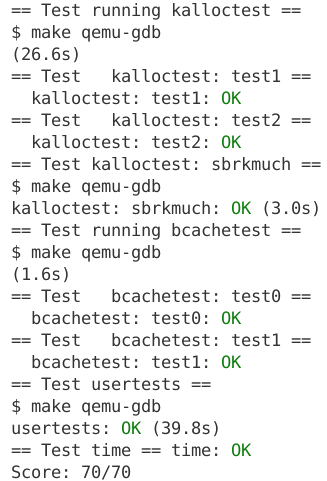 == Test running kalloctest ==
$ make qemu-gdb
(26.6s)
== Test   kalloctest: test1 ==
  kalloctest: test1: OK
== Test   kalloctest: test2 ==
  kalloctest: test2: OK
== Test kalloctest: sbrkmuch ==
$ make qemu-gdb
kalloctest: sbrkmuch: OK (3.0s)
== Test running bcachetest ==
$ make qemu-gdb
(1.6s)
== Test   bcachetest: test0 ==
  bcachetest: test0: OK
== Test   bcachetest: test1 ==
  bcachetest: test1: OK
== Test usertests ==
$ make qemu-gdb
usertests: OK (39.8s)
== Test time == time: OK
Score: 70/70